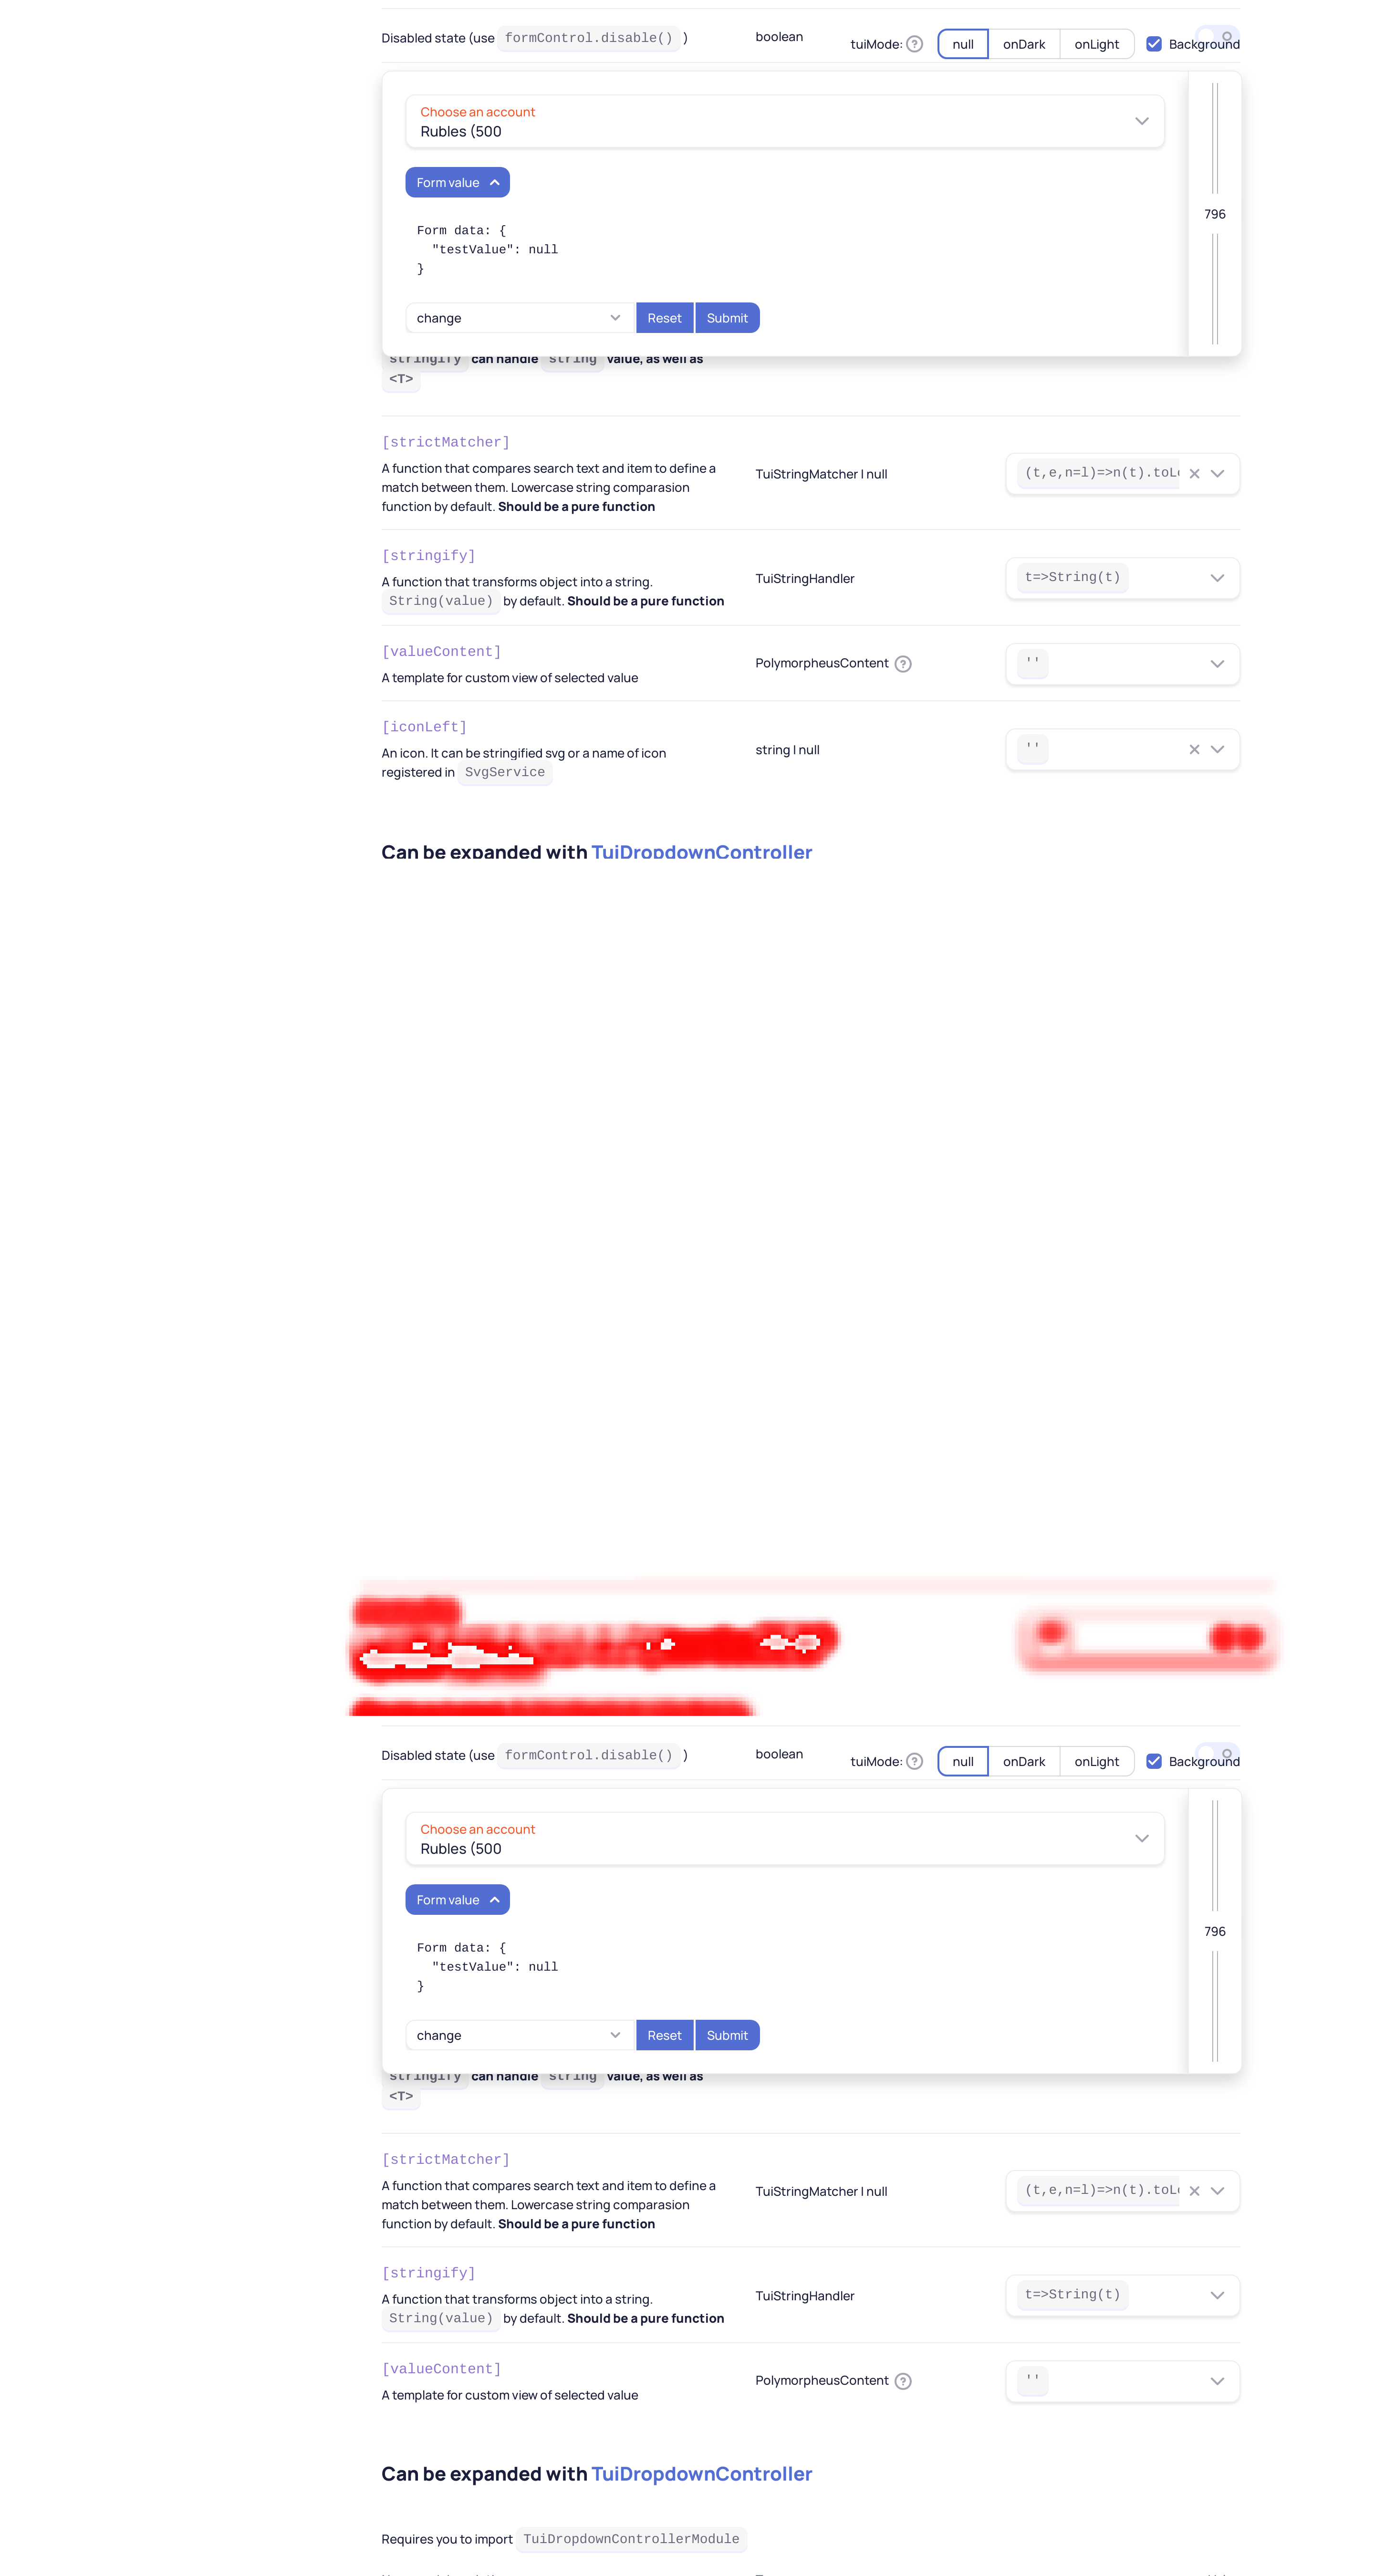 Disabled state (use formControl.disable() )
boolean
tuiMode:
null
onDark
onLight
Background
Choose an account
Rubles (500
796
Form value
Form data: {
"testValue": null
}
change
Reset
Submit
stringify can handle string value, as well as
<T>
[strictMatcher]
A function that compares search text and item to define a
match between them. Lowercase string comparasion
function by default. Should be a pure function
TuiStringMatcher | null
(t,e,n=l)=>n(t).toLo
[stringify]
A function that transforms object into a string.
String(value) by default. Should be a pure function
TuiStringHandler
t=>String(t)
[valueContent]
A template for custom view of selected value
PolymorpheusContent
''
[iconLeft]
An icon. It can be stringified svg or a name of icon
registered in SvgService
string | null
''
Can be expanded with TuiDropdownController
Disabled state (use formControl.disable() )
boolean
tuiMode:
null
onDark
onLight
Background
Choose an account
Rubles (500
796
Form value
Form data: {
"testValue": null
}
change
Reset
Submit
stringify can handle string value, as well as
<T>
[strictMatcher]
A function that compares search text and item to define a
match between them. Lowercase string comparasion
function by default. Should be a pure function
TuiStringMatcher | null
(t,e,n=l)=>n(t).toLo
[stringify]
A function that transforms object into a string.
String(value) by default. Should be a pure function
TuiStringHandler
t=>String(t)
[valueContent]
A template for custom view of selected value
PolymorpheusContent
''
Can be expanded with TuiDropdownController
Requires you to import TuiDropdownControllerModule